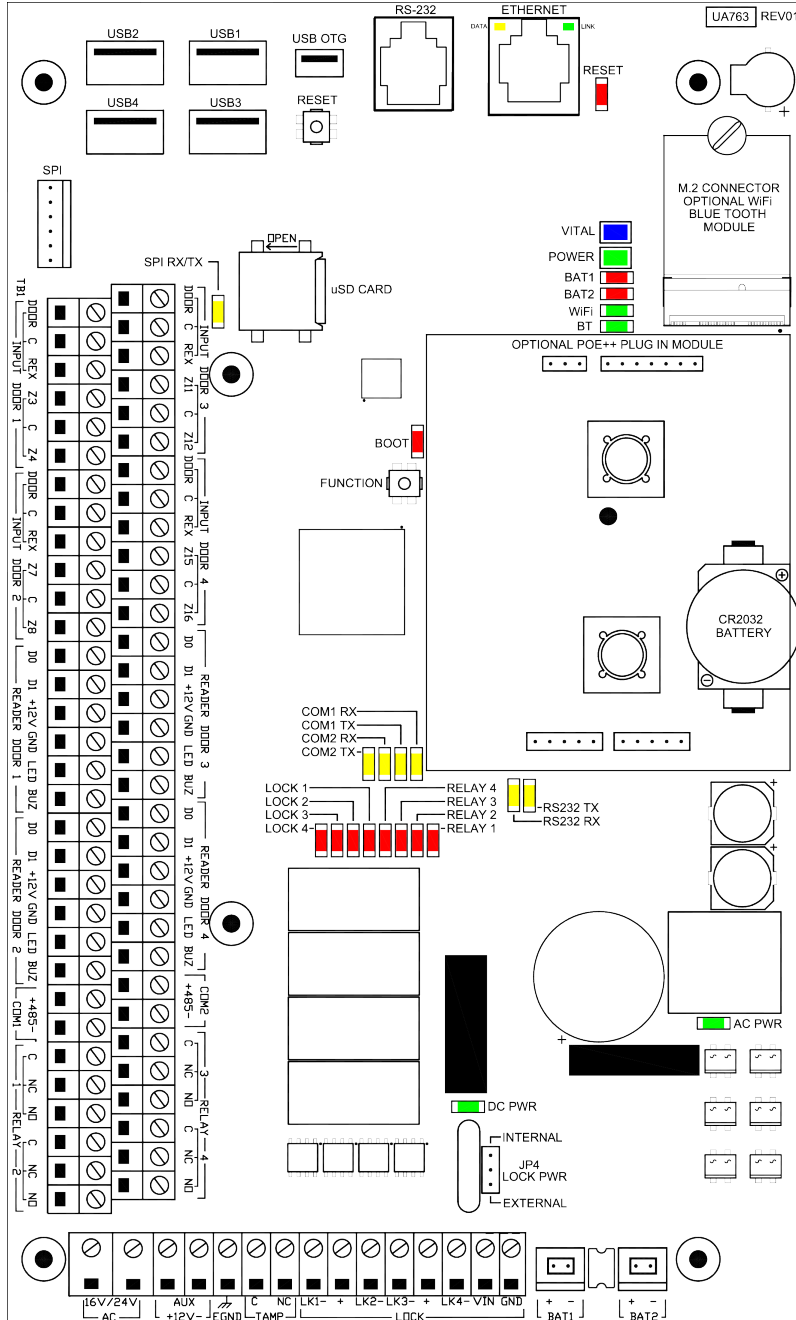 RS-232
ETHERNET
UA763 REV01
USB2
USB1
USB OTG
DATA
LINK
RESET
USB4
USB3
RESET
+
SPI
M.2 CONNECTOR
OPTIONAL WiFi
BLUE TOOTH
MODULE
VITAL
POWER
BAT1
BAT2
WiFi
BT
OPEN
SPI RX/TX
uSD CARD
OPTIONAL POE++ PLUG IN MODULE
BOOT
FUNCTION
+
CR2032
BATTERY
-
TB1
DOOR
C
REX
Z3
C
Z4
INPUT DOOR 1
DOOR
C
REX
Z7
C
Z8
INPUT DOOR 2
D0
D1
+12V
GND
LED
BUZ
READER DOOR 1
D0
D1
+12V
GND
LED
BUZ
READER DOOR 2
+485-
COM1
C
NC
NO
C
NC
NO
1-RELAY-2
DOOR
C
REX
Z11
C
Z12
INPUT DOOR 3
DOOR
C
REX
Z15
C
Z16
INPUT DOOR 4
D0
D1
+12V
GND
LED
BUZ
READER DOOR 3
D0
D1
+12V
GND
LED
BUZ
READER DOOR 4
+485-
COM2
C
NC
NO
C
NC
NO
3-RELAY-4
COM1 RX
COM1 TX
COM2 RX
COM2 TX
LOCK 1
LOCK 2
LOCK 3
LOCK 4
RELAY 4
RELAY 3
RELAY 2
RELAY 1
RS232 TX
RS232 RX
+
+
+
AC PWR
DC PWR
INTERNAL
JP4
LOCK PWR
EXTERNAL
16V/24V
AC
AUX
+12V-
EGND
C NC
TAMP
LK1- + LK2- LK3- + LK4- VIN GND
LOCK
+ -
BAT1
+ -
BAT2